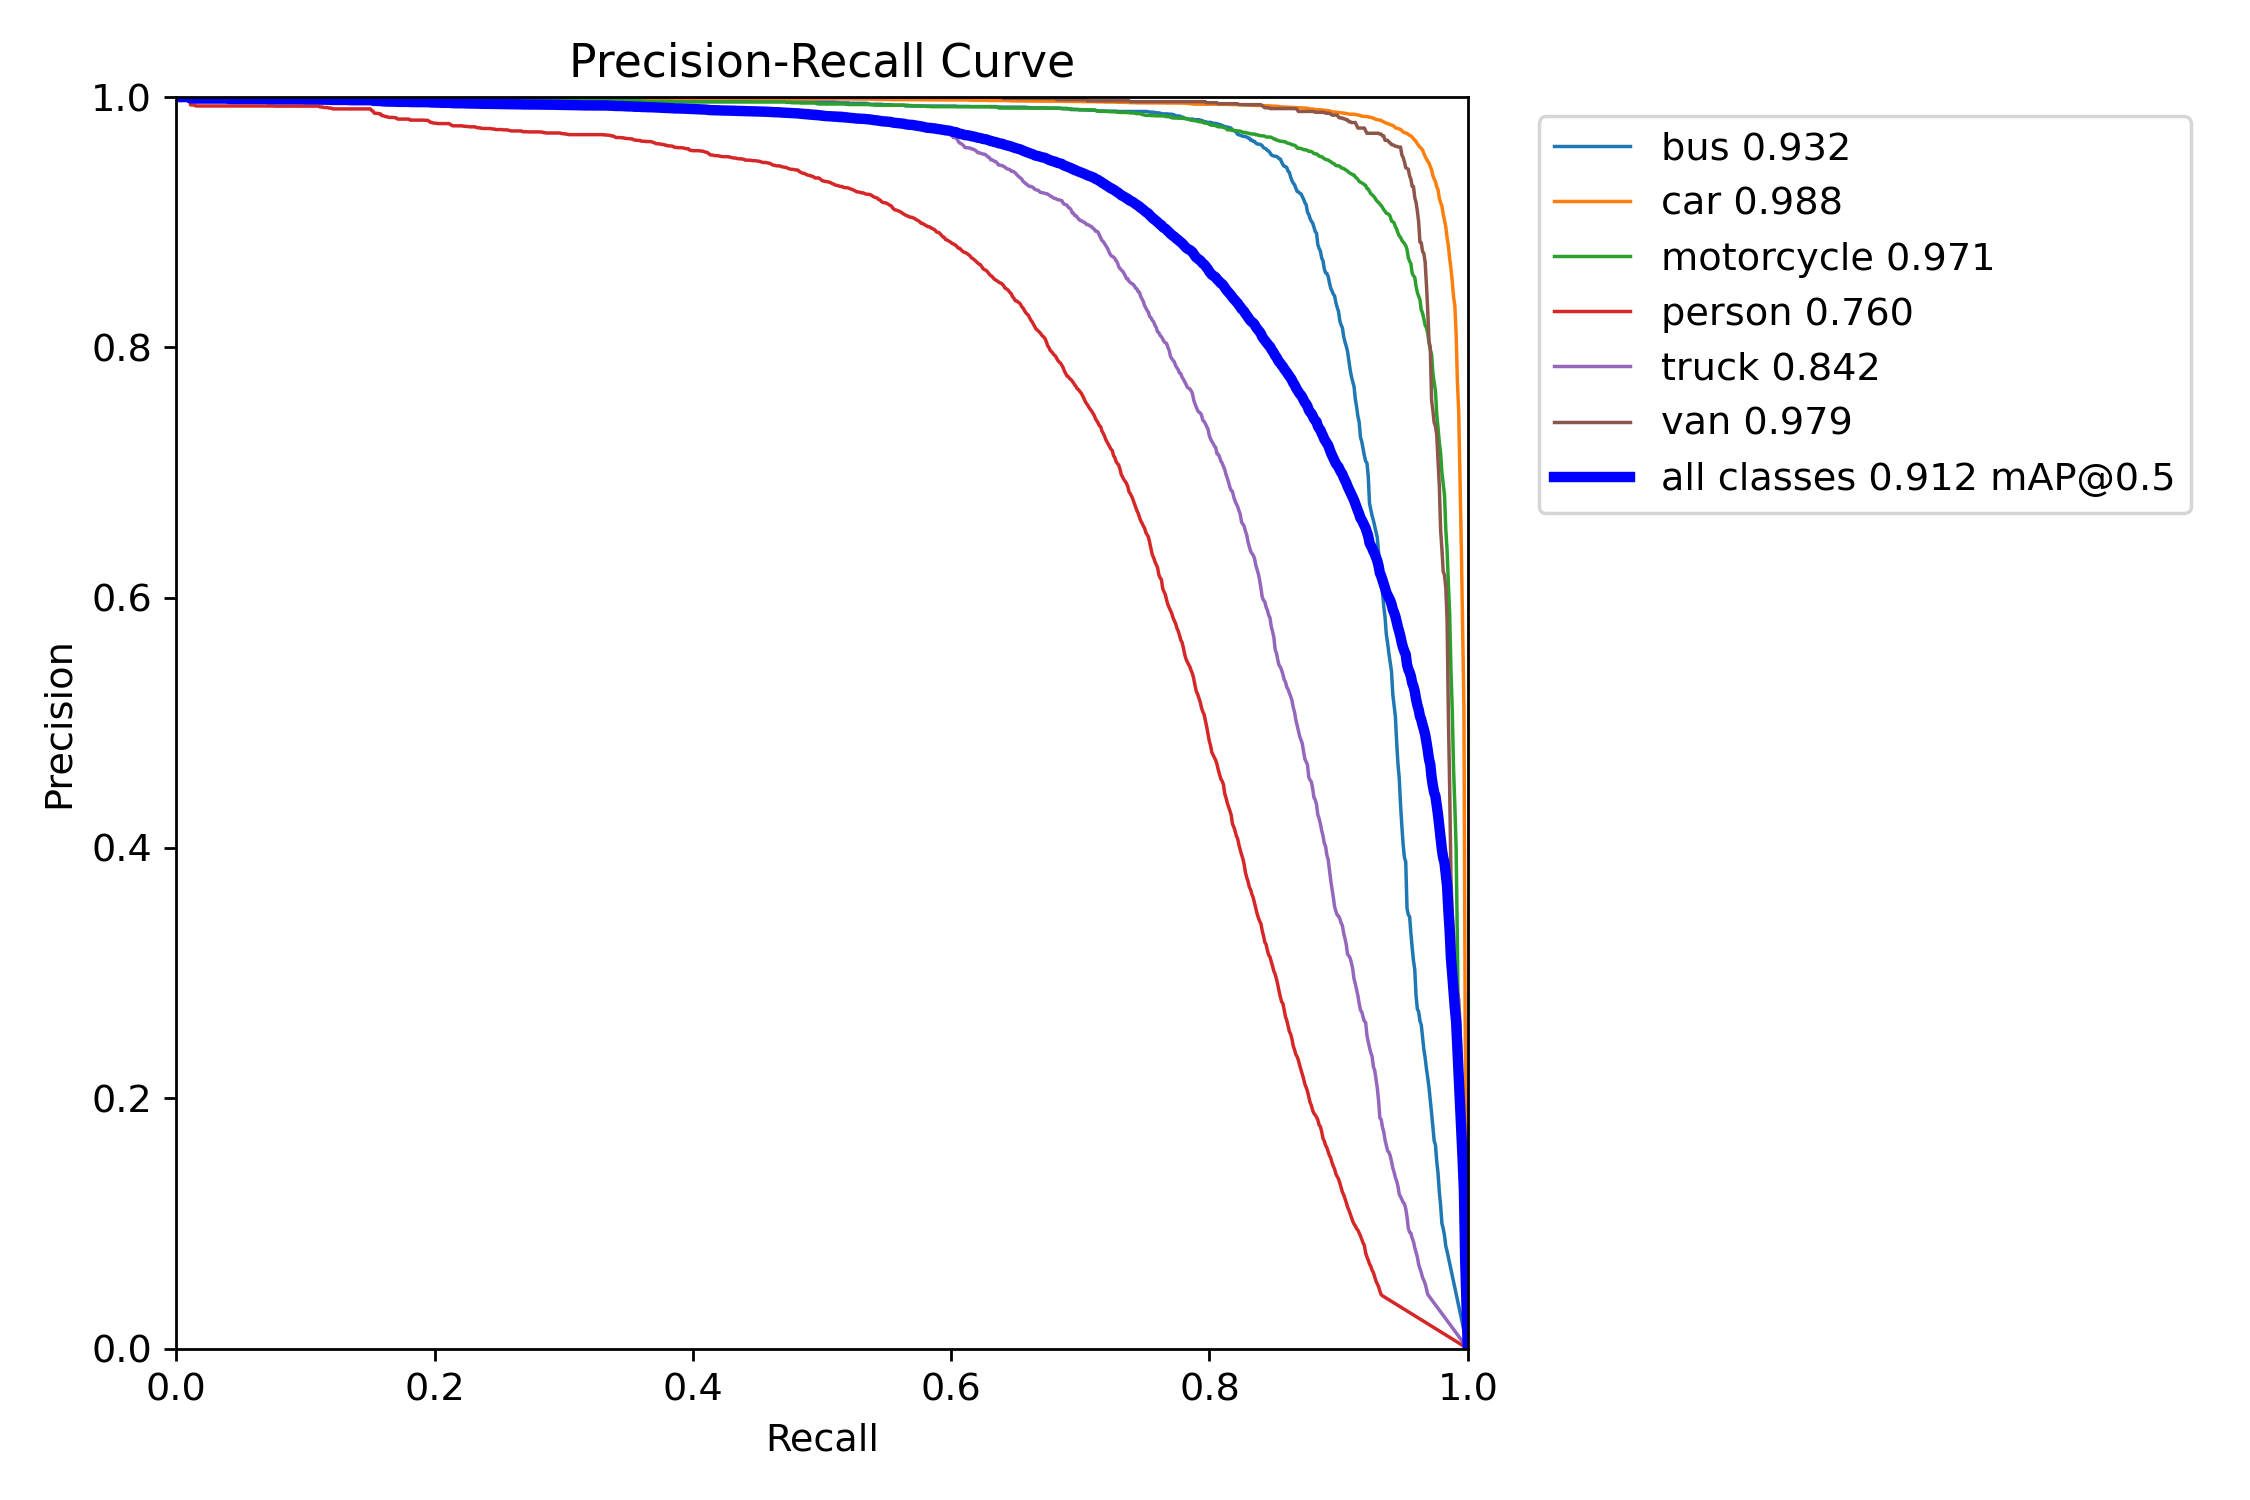 Precision-Recall Curve
1.0
0.8
0.6
0.4
0.2
0.0
Precision
0.0 0.2 0.4 0.6 0.8 1.0
Recall
bus 0.932
car 0.988
motorcycle 0.971
person 0.760
truck 0.842
van 0.979
all classes 0.912 mAP@0.5